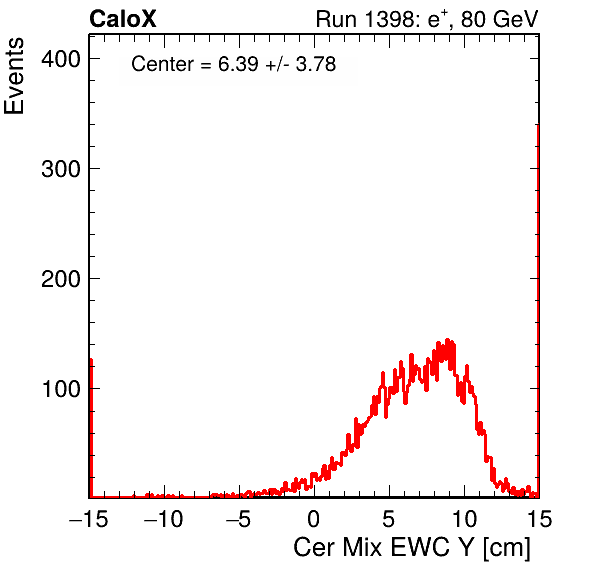 CaloX
Run 1398: e+, 80 GeV
Center = 6.39 +/- 3.78
Events
400
300
200
100
−15 −10 −5 0 5 10 15
Cer Mix EWC Y [cm]